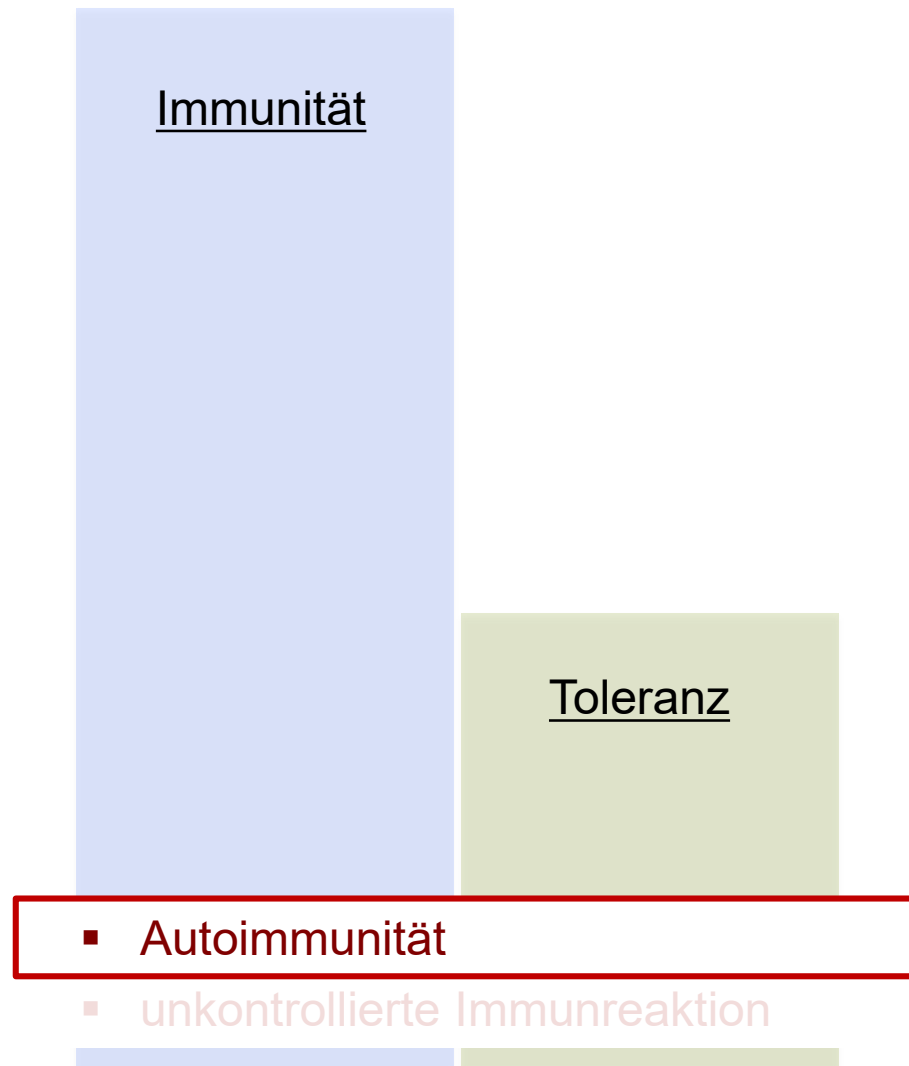 Immunität
Toleranz
▪ Autoimmunität
▪ unkontrollierte Immunreaktion